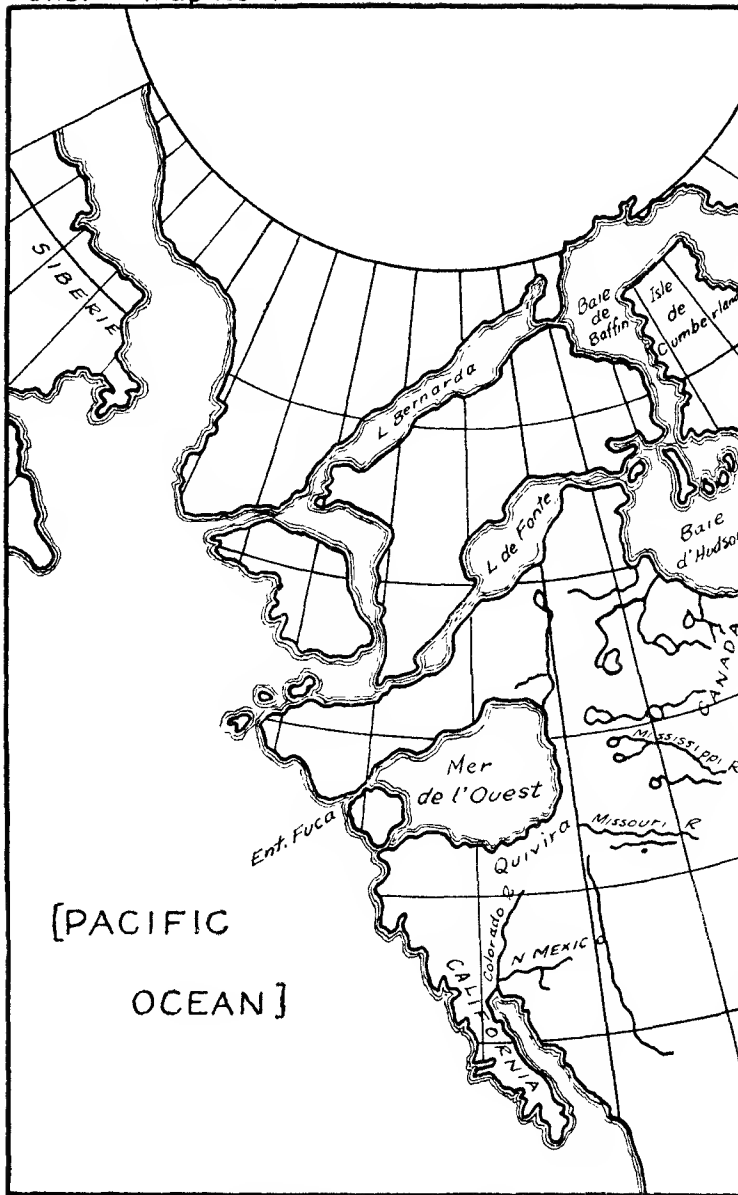 SIBERIE
Baie
de
Baffin
Isle
de
Cumberland
L Bernarda
L de Fonte
Baie
d'Hudson
CANADA
Mississippi R
Mer
de l'Ouest
Ent. Fuca
Missouri R
Quivira
Colorado R
N MEXICO
CALIFORNIA
[PACIFIC
OCEAN]